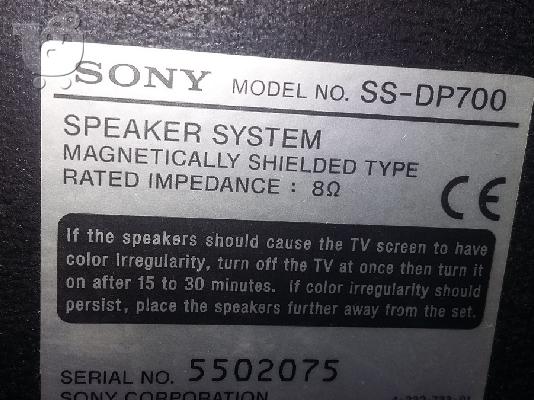 SONY MODEL NO. SS-DP700
SPEAKER SYSTEM
MAGNETICALLY SHIELDED TYPE
RATED IMPEDANCE : 8Ω
CE
If the speakers should cause the TV screen to have
color irregularity, turn off the TV at once then turn it
on after 15 to 30 minutes. If color irregularity should
persist, place the speakers further away from the set.
SERIAL NO. 5502075
SONY CORPORATION